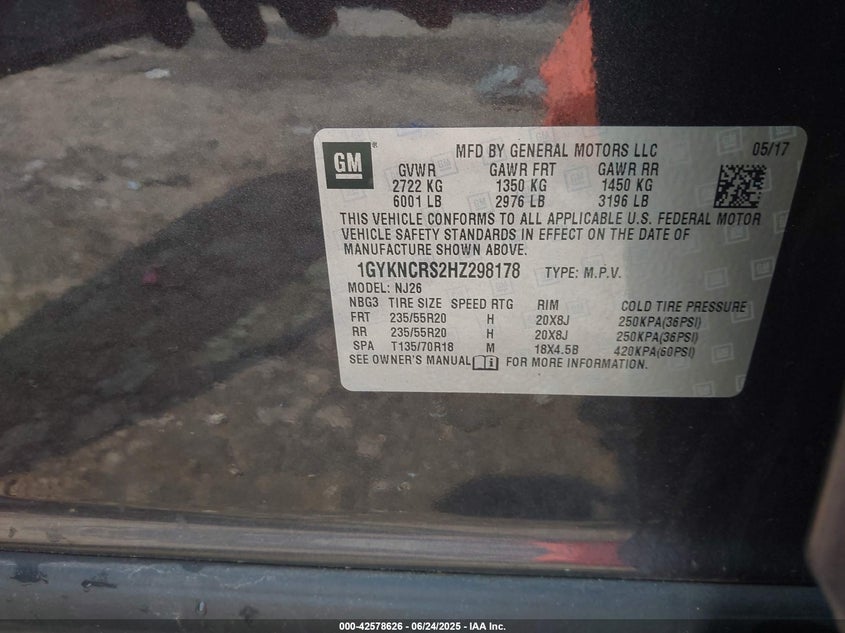 GM
MFD BY GENERAL MOTORS LLC 05/17
GVWR GAWR FRT GAWR RR
2722 KG 1350 KG 1450 KG
6001 LB 2976 LB 3196 LB
THIS VEHICLE CONFORMS TO ALL APPLICABLE U.S. FEDERAL MOTOR
VEHICLE SAFETY STANDARDS IN EFFECT ON THE DATE OF
MANUFACTURE SHOWN ABOVE.
1GYKNCRS2HZ298178 TYPE: M.P.V.
MODEL: NJ26
NBG3 TIRE SIZE SPEED RTG RIM COLD TIRE PRESSURE
FRT 235/55R20 H 20X8J 250KPA(36PSI)
RR 235/55R20 H 20X8J 250KPA(36PSI)
SPA T135/70R18 M 18X4.5B 420KPA(60PSI)
SEE OWNER'S MANUAL FOR MORE INFORMATION.
000-42578626 - 06/24/2025 - IAA Inc.